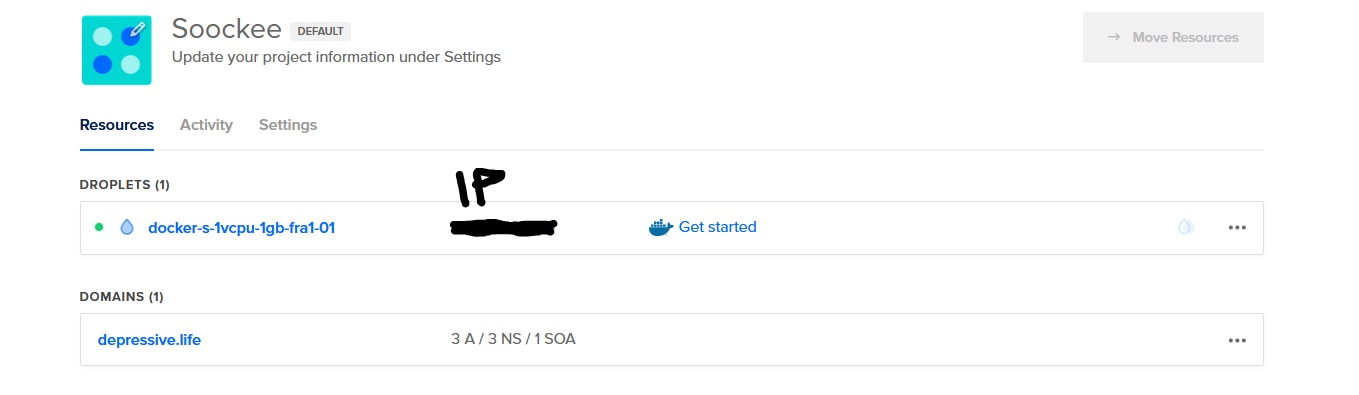 Soockee DEFAULT
Update your project information under Settings
→ Move Resources
Resources Activity Settings
DROPLETS (1)
IP
docker-s-1vcpu-1gb-fra1-01 Get started
DOMAINS (1)
depressive.life 3 A / 3 NS / 1 SOA